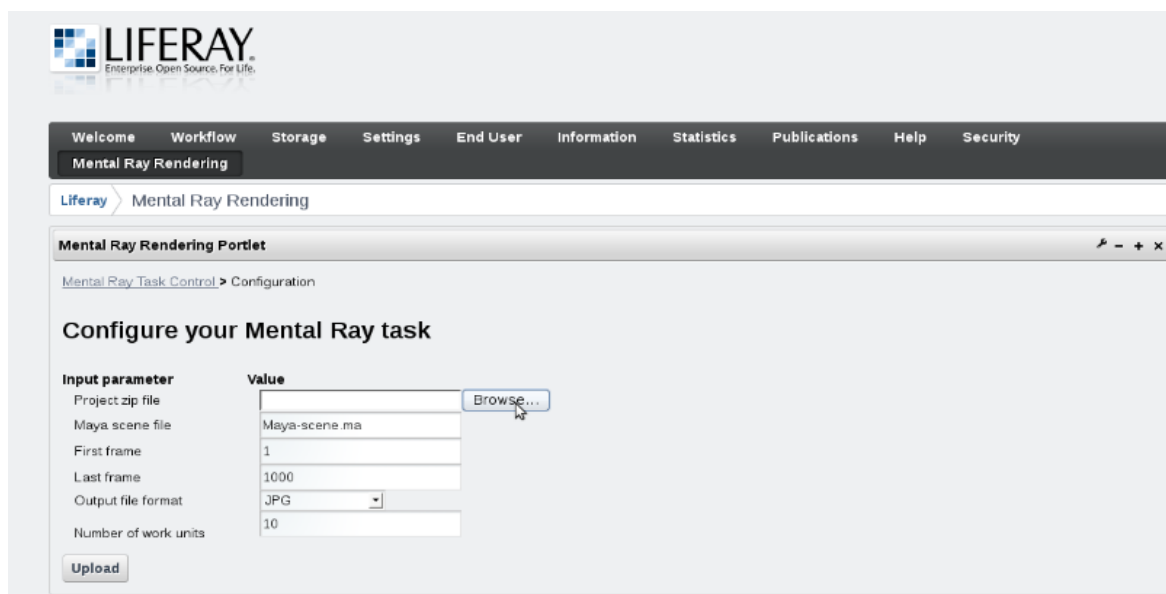 LIFERAY.
Enterprise. Open Source. For Life.
Welcome Workflow Storage Settings End User Information Statistics Publications Help Security
Mental Ray Rendering
Liferay Mental Ray Rendering
Mental Ray Rendering Portlet
Mental Ray Task Control > Configuration
Configure your Mental Ray task
Input parameter Value
Project zip file Browse...
Maya scene file Maya-scene.ma
First frame 1
Last frame 1000
Output file format JPG
Number of work units 10
Upload